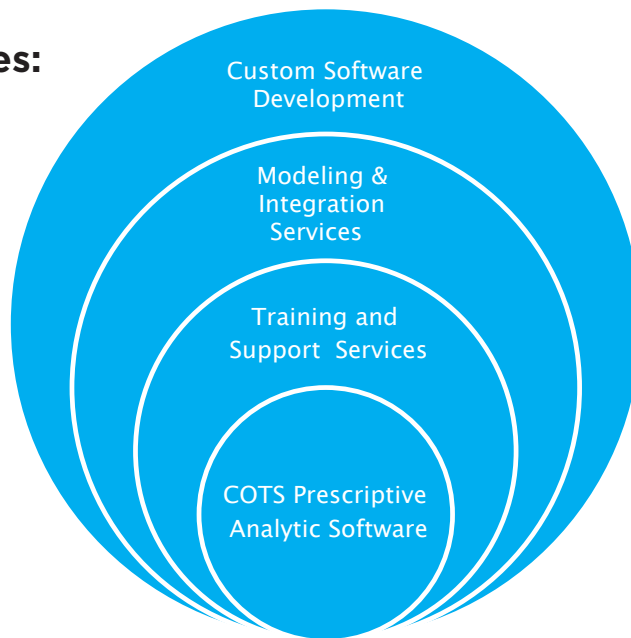 es:
Custom Software
Development
Modeling &
Integration
Services
Training and
Support Services
COTS Prescriptive
Analytic Software